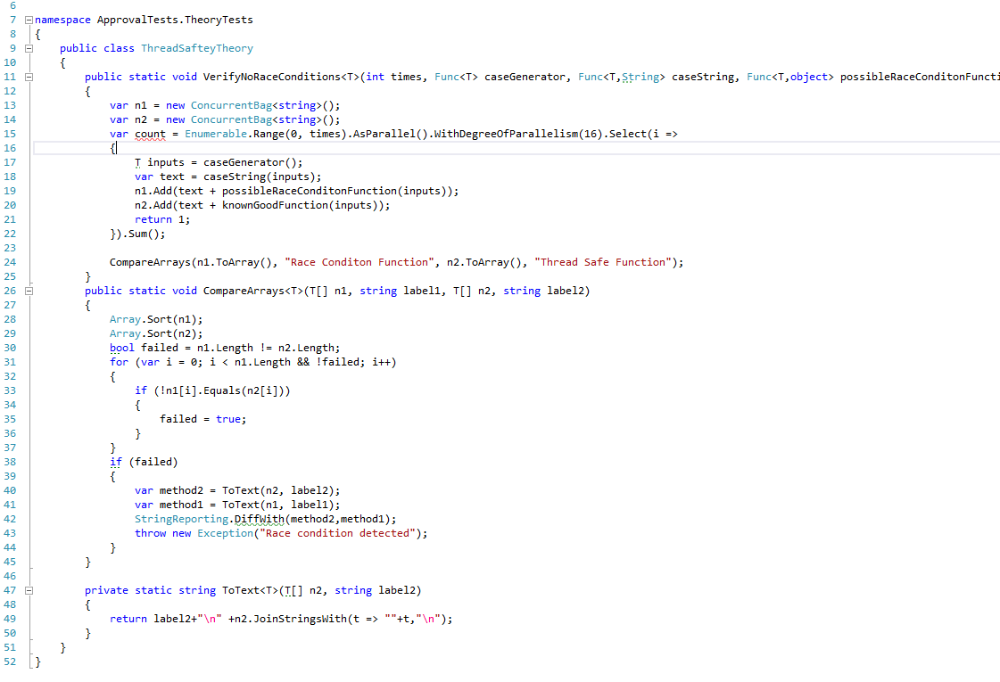 6
7 namespace ApprovalTests.TheoryTests
8 {
9     public class ThreadSafteyTheory
10     {
11         public static void VerifyNoRaceConditions<T>(int times, Func<T> caseGenerator, Func<T,String> caseString, Func<T,object> possibleRaceConditonFuncti
12         {
13             var n1 = new ConcurrentBag<string>();
14             var n2 = new ConcurrentBag<string>();
15             var count = Enumerable.Range(0, times).AsParallel().WithDegreeOfParallelism(16).Select(i =>
16             {
17                 T inputs = caseGenerator();
18                 var text = caseString(inputs);
19                 n1.Add(text + possibleRaceConditonFunction(inputs));
20                 n2.Add(text + knownGoodFunction(inputs));
21                 return 1;
22             }).Sum();
23
24             CompareArrays(n1.ToArray(), "Race Conditon Function", n2.ToArray(), "Thread Safe Function");
25         }
26         public static void CompareArrays<T>(T[] n1, string label1, T[] n2, string label2)
27         {
28             Array.Sort(n1);
29             Array.Sort(n2);
30             bool failed = n1.Length != n2.Length;
31             for (var i = 0; i < n1.Length && !failed; i++)
32             {
33                 if (!n1[i].Equals(n2[i]))
34                 {
35                     failed = true;
36                 }
37             }
38             if (failed)
39             {
40                 var method2 = ToText(n2, label2);
41                 var method1 = ToText(n1, label1);
42                 StringReporting.DiffWith(method2,method1);
43                 throw new Exception("Race condition detected");
44             }
45         }
46
47         private static string ToText<T>(T[] n2, string label2)
48         {
49             return label2+"\n" +n2.JoinStringsWith(t => ""+t,"\n");
50         }
51     }
52 }